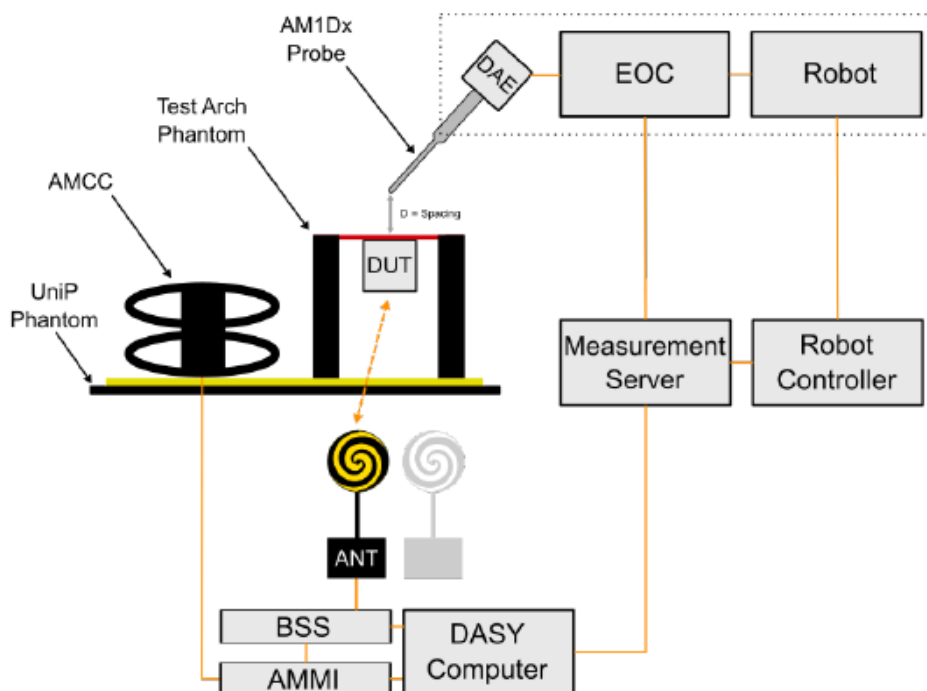 AM1Dx
Probe
DAE
EOC
Robot
Test Arch
Phantom
AMCC
D = Spacing
DUT
UniP
Phantom
Measurement
Server
Robot
Controller
ANT
BSS
DASY
Computer
AMMI